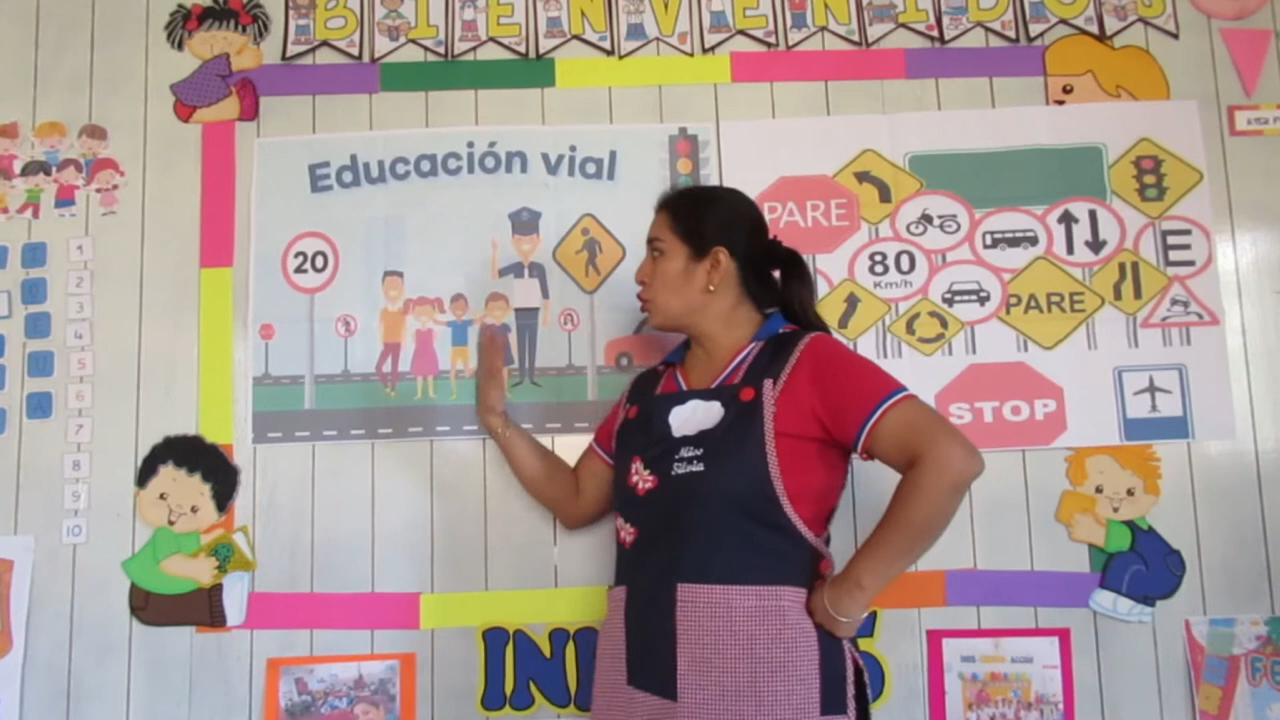 BIENVENIDOS
Educación vial
20
PARE
80
Km/h
E
PARE
STOP
Miss
Silvia
1
2
3
4
5
6
7
8
9
10
I
O
E
U
A